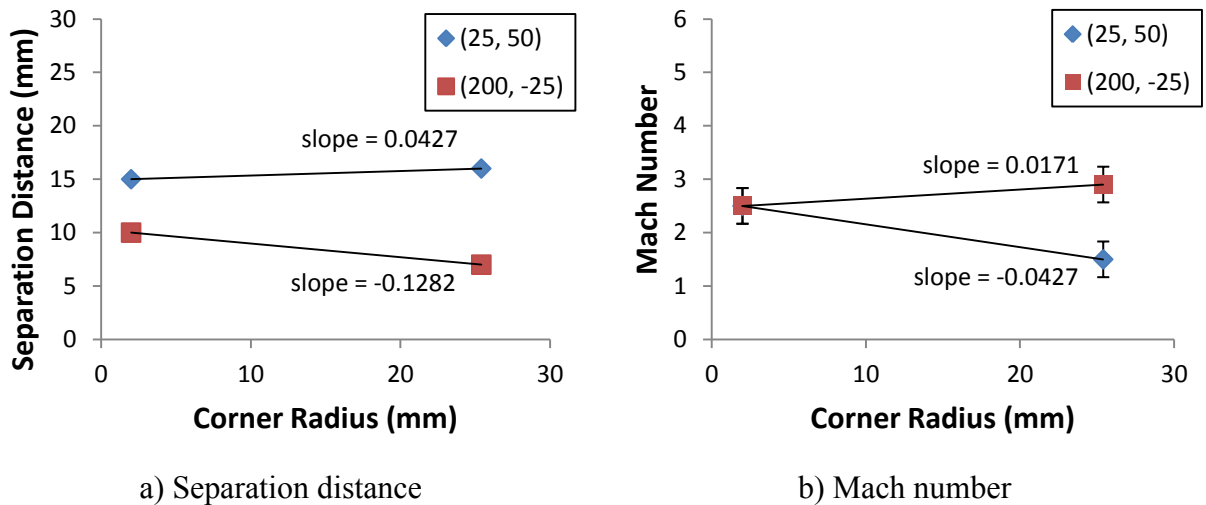 30
25
20
15
10
5
0
Separation Distance (mm)
(25, 50)
(200, -25)
slope = 0.0427
slope = -0.1282
0 10 20 30
Corner Radius (mm)
a) Separation distance
6
5
4
3
2
1
0
Mach Number
(25, 50)
(200, -25)
slope = 0.0171
slope = -0.0427
0 10 20 30
Corner Radius (mm)
b) Mach number